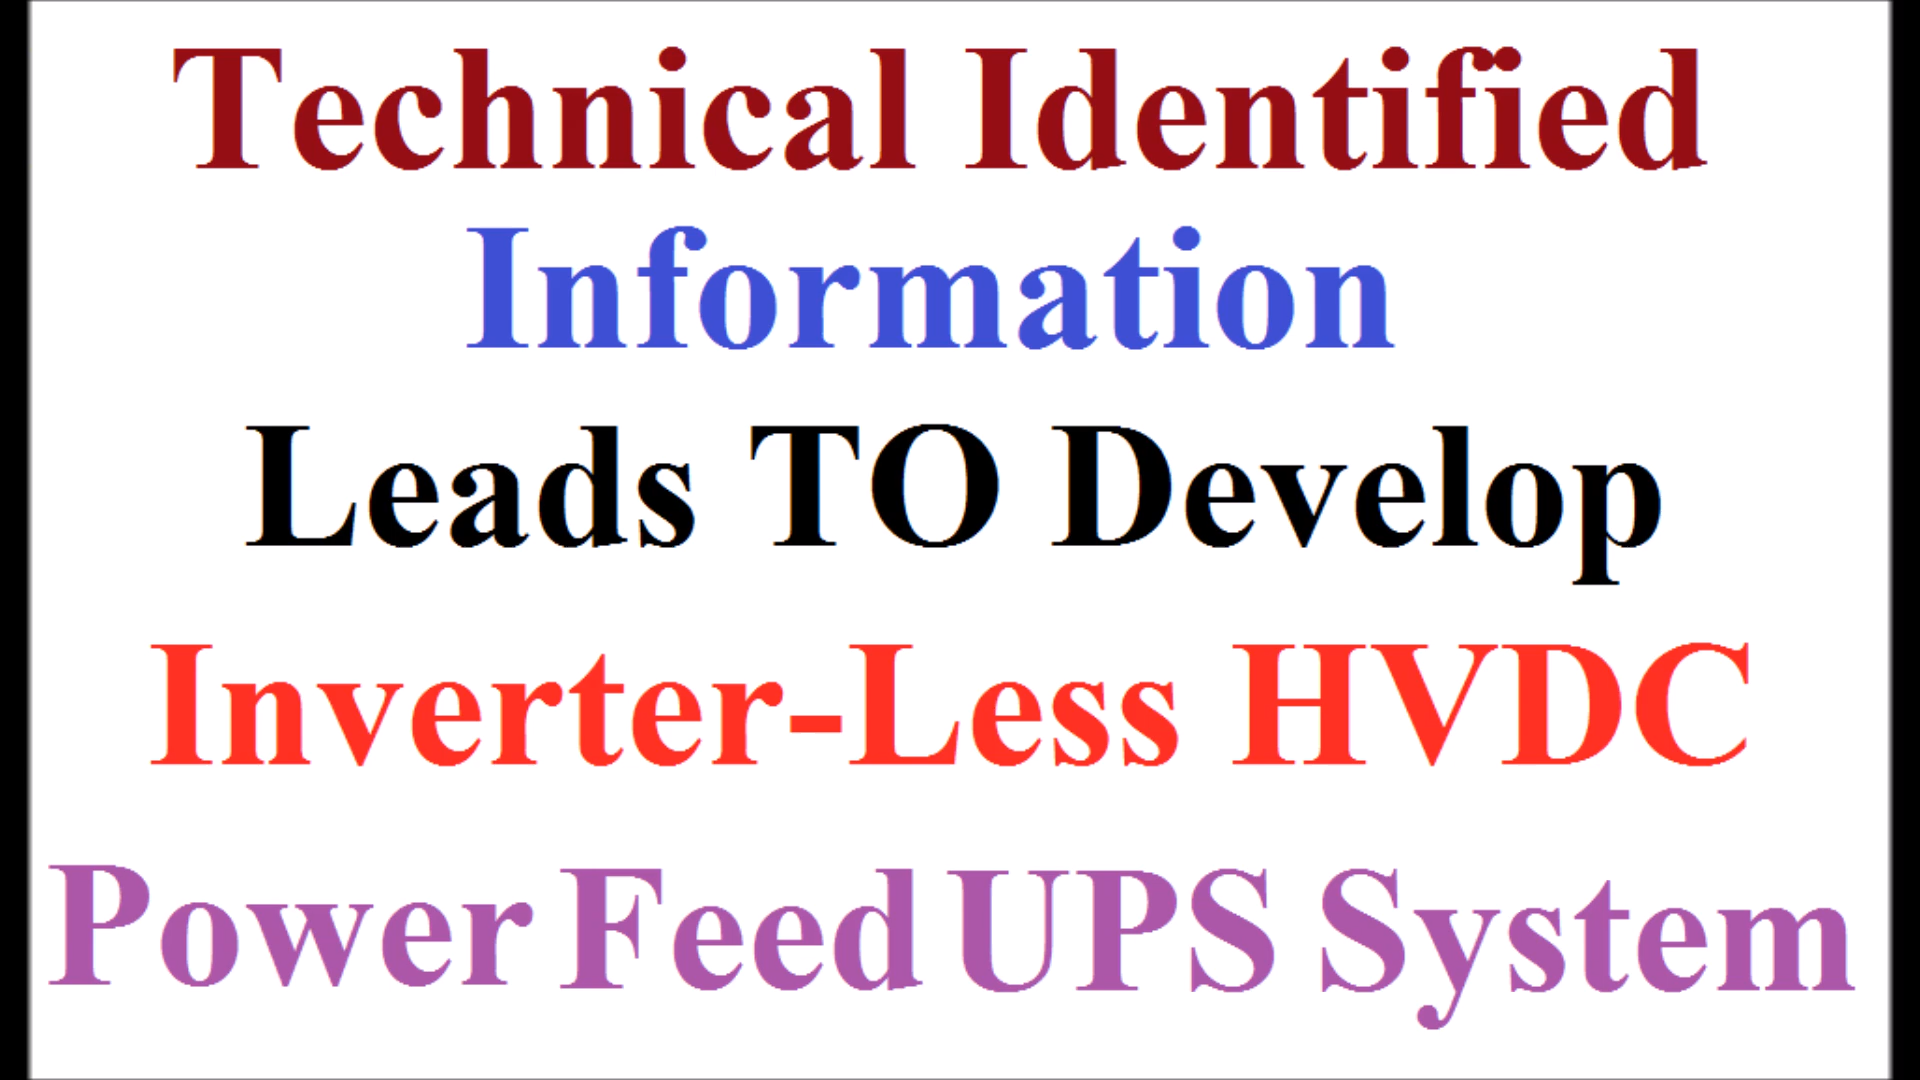 Technical Identified
Information
Leads TO Develop
Inverter-Less HVDC
Power Feed UPS System